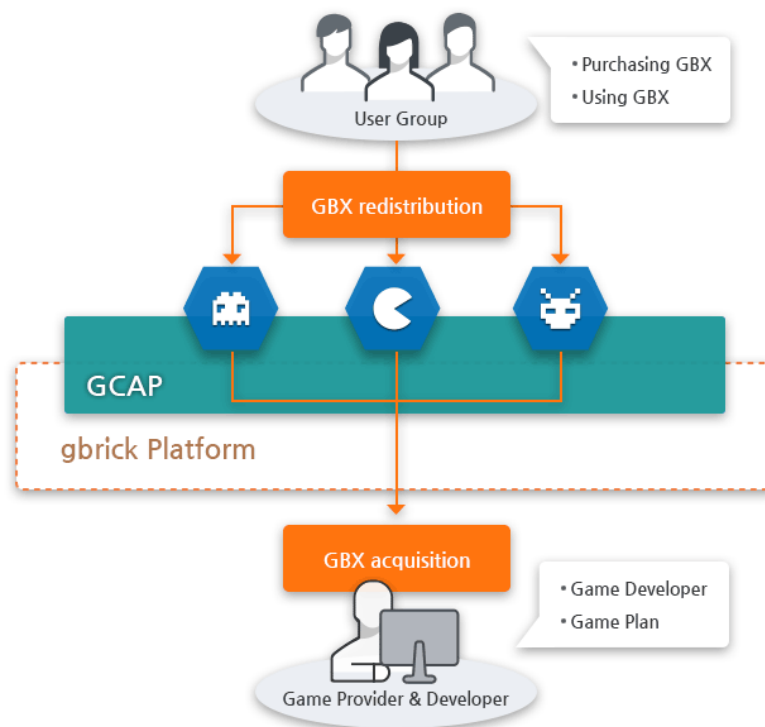 • Purchasing GBX
• Using GBX
User Group
GBX redistribution
GCAP
gbrick Platform
GBX acquisition
• Game Developer
• Game Plan
Game Provider & Developer